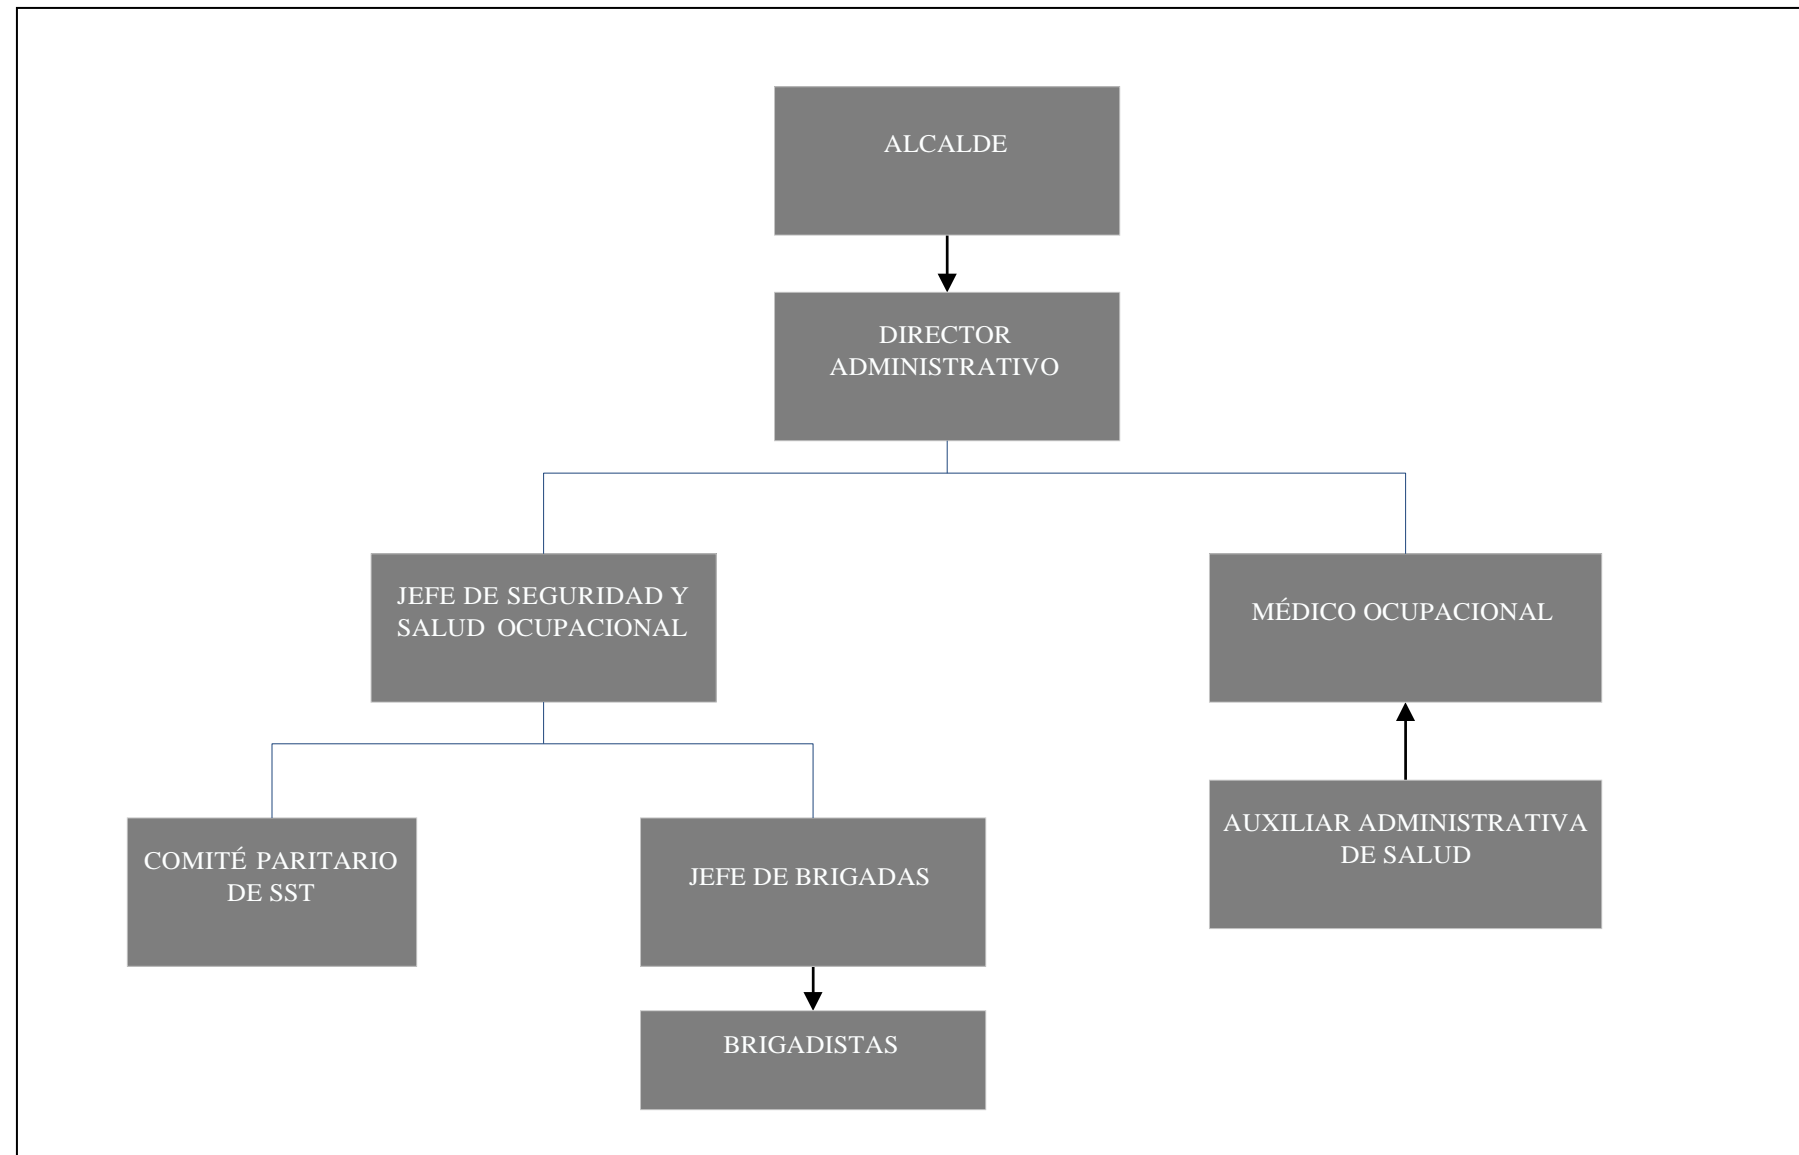 ALCALDE
DIRECTOR
ADMINISTRATIVO
JEFE DE SEGURIDAD Y
SALUD OCUPACIONAL
MÉDICO OCUPACIONAL
COMITÉ PARITARIO
DE SST
JEFE DE BRIGADAS
AUXILIAR ADMINISTRATIVA
DE SALUD
BRIGADISTAS